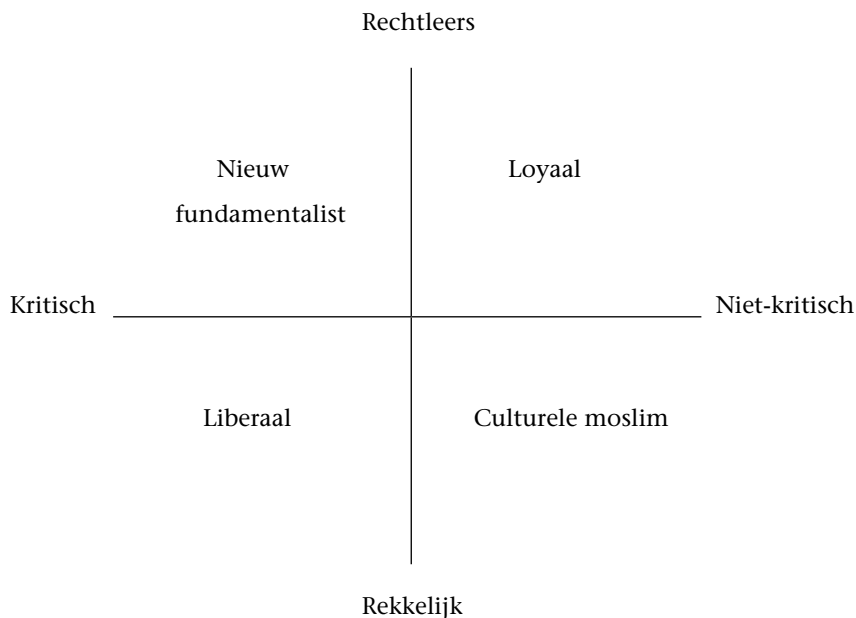 Rechtleers
Nieuw
fundamentalist
Loyaal
Kritisch
Niet-kritisch
Liberaal
Culturele moslim
Rekkelijk